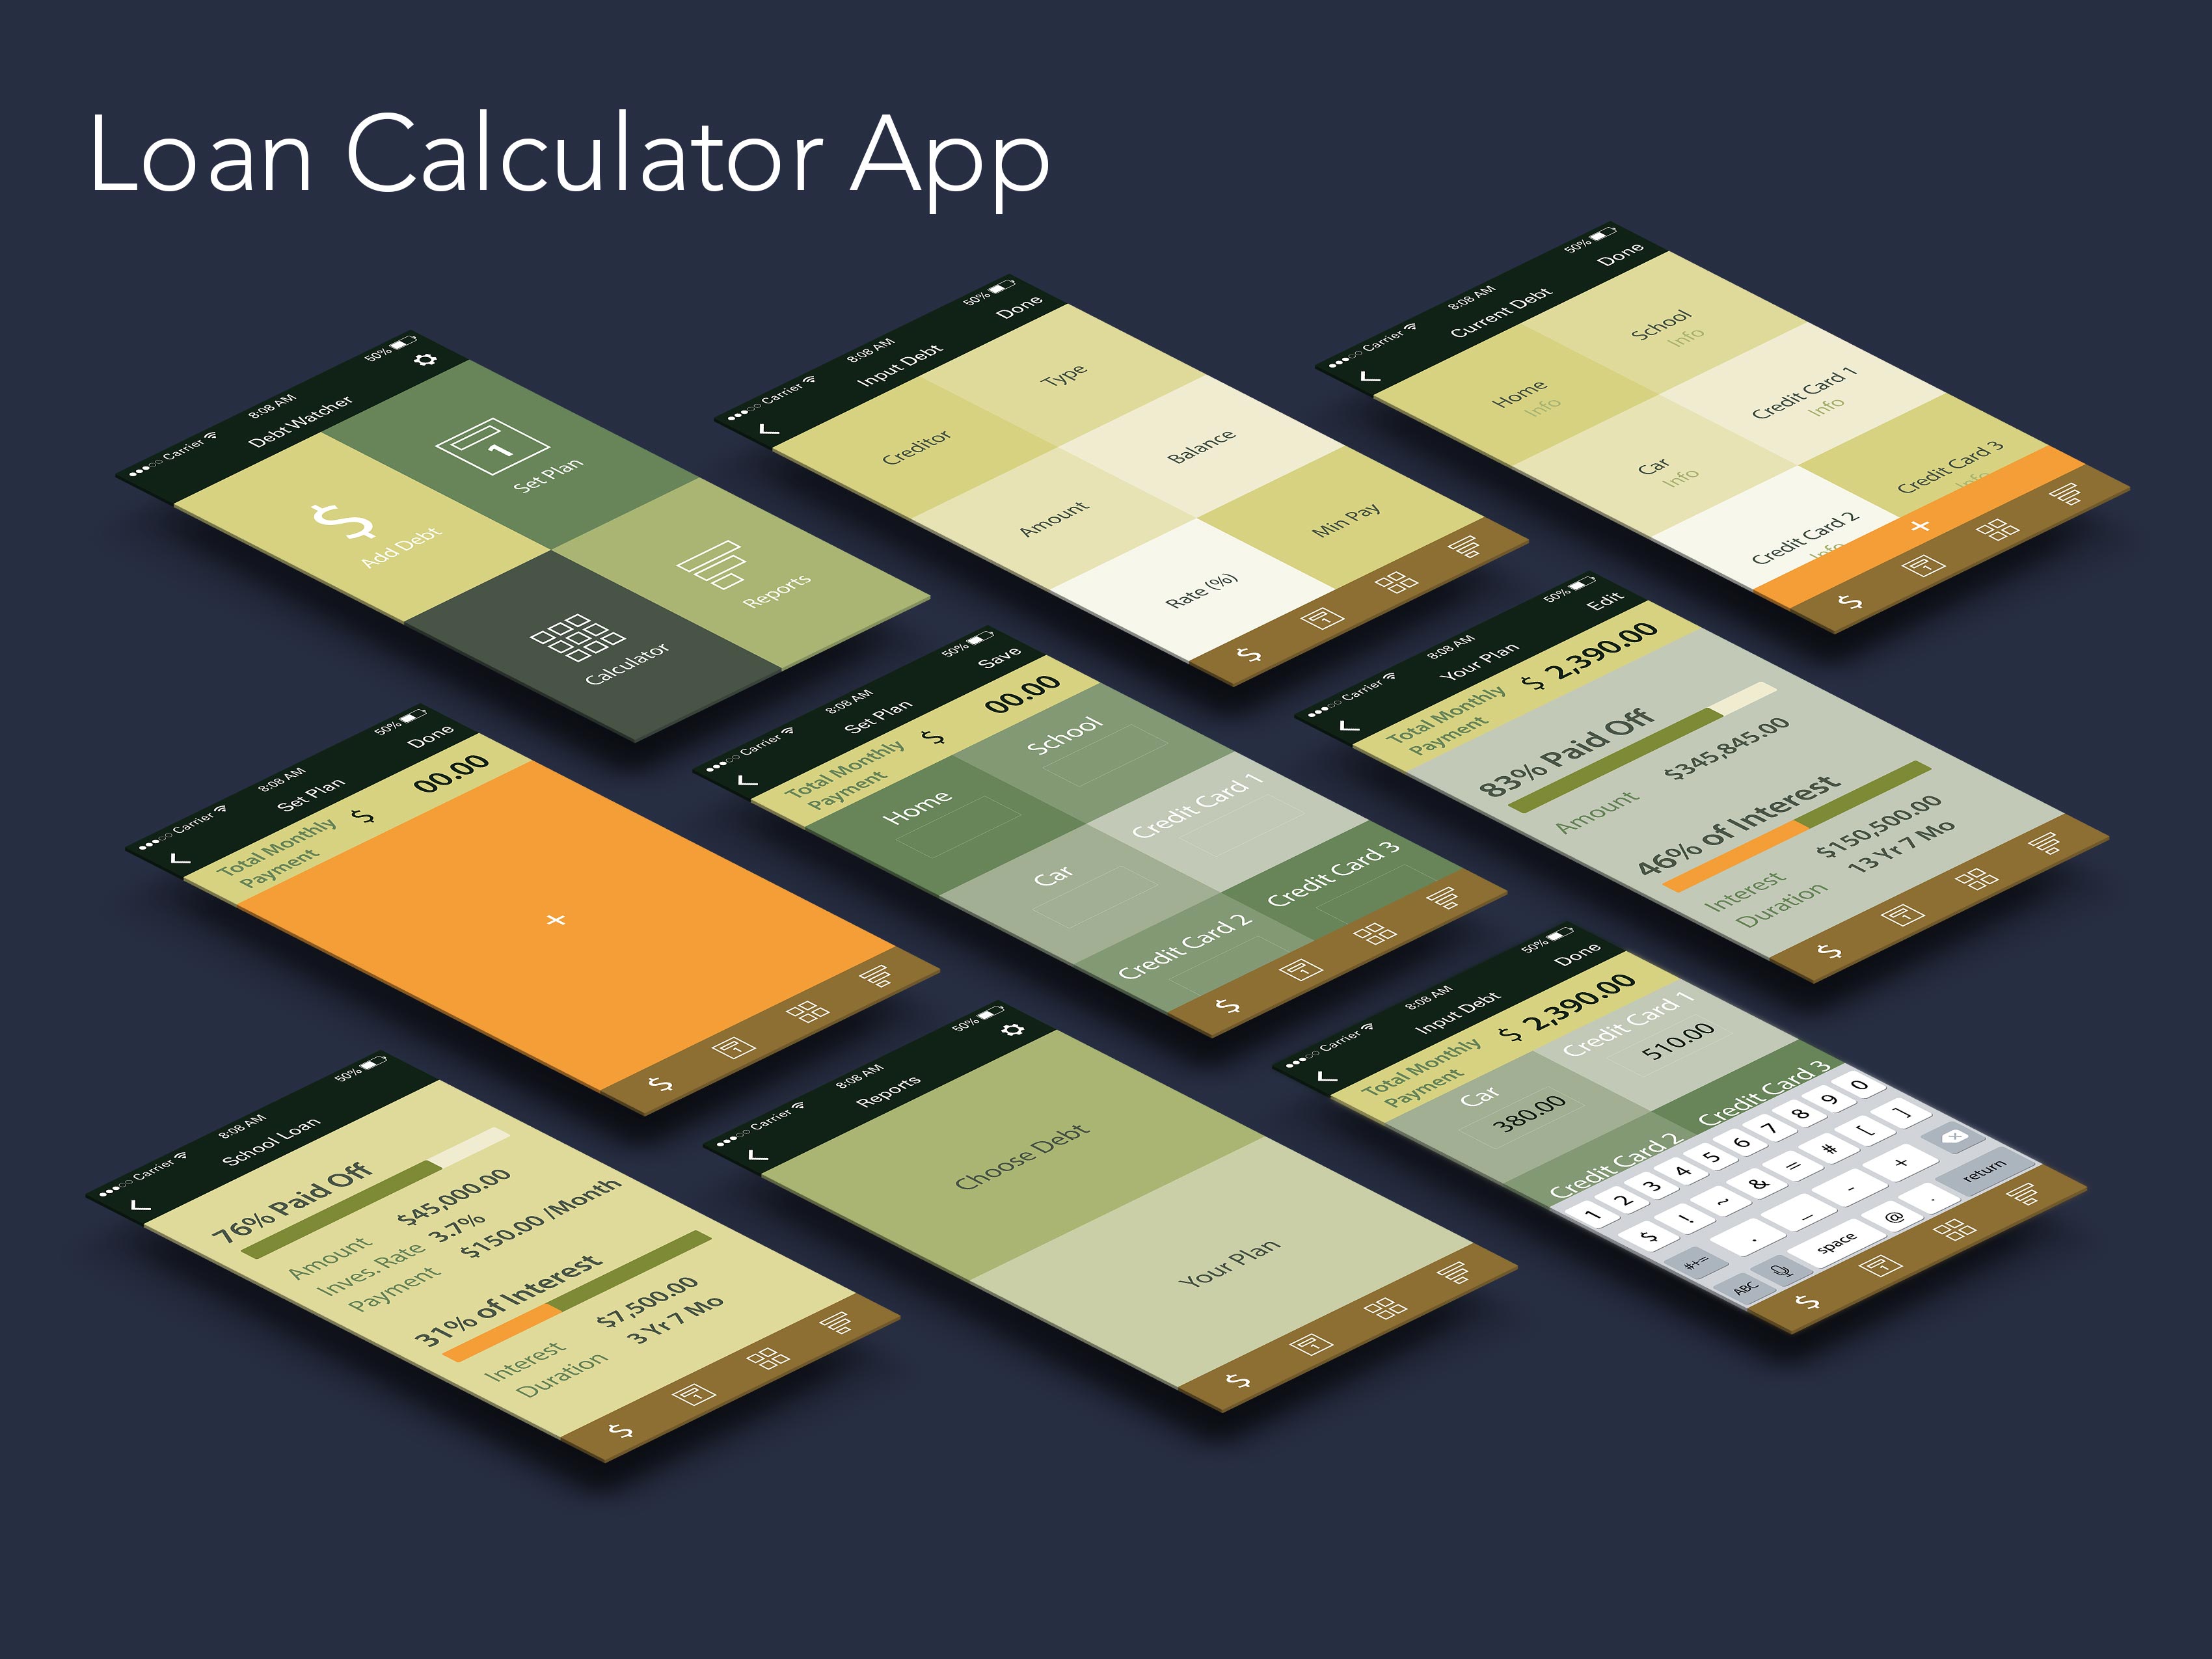 Loan Calculator App
Carrier 8:08 AM 50%
Debt Watcher
Add Debt
Set Plan
Calculator
Reports
Carrier 8:08 AM 50%
Input Debt Done
Creditor
Type
Amount
Balance
Rate (%)
Min Pay
Carrier 8:08 AM 50%
Current Debt Done
Home
Info
School
Info
Car
Info
Credit Card 1
Info
Credit Card 2
Info
Credit Card 3
Info
+
Carrier 8:08 AM 50%
Set Plan Done
Total Monthly
Payment
$ 00.00
+
Carrier 8:08 AM 50%
Set Plan Save
Total Monthly
Payment
$ 00.00
Home
School
Car
Credit Card 1
Credit Card 2
Credit Card 3
Carrier 8:08 AM 50%
Your Plan Edit
Total Monthly
Payment
$ 2,390.00
83% Paid Off
Amount $345,845.00
46% of Interest
Interest $150,500.00
Duration 13 Yr 7 Mo
Carrier 8:08 AM 50%
School Loan
76% Paid Off
Amount $45,000.00
Inves. Rate 3.7%
Payment $150.00 /Month
31% of Interest
Interest $7,500.00
Duration 3 Yr 7 Mo
Carrier 8:08 AM 50%
Reports
Choose Debt
Your Plan
Carrier 8:08 AM 50%
Input Debt Done
Total Monthly
Payment
$ 2,390.00
Car
380.00
Credit Card 1
510.00
Credit Card 2
Credit Card 3
1 2 3 4 5 6 7 8 9 0
$ ! ~ & = # [ ]
#+= . _ - +
ABC space @ . return